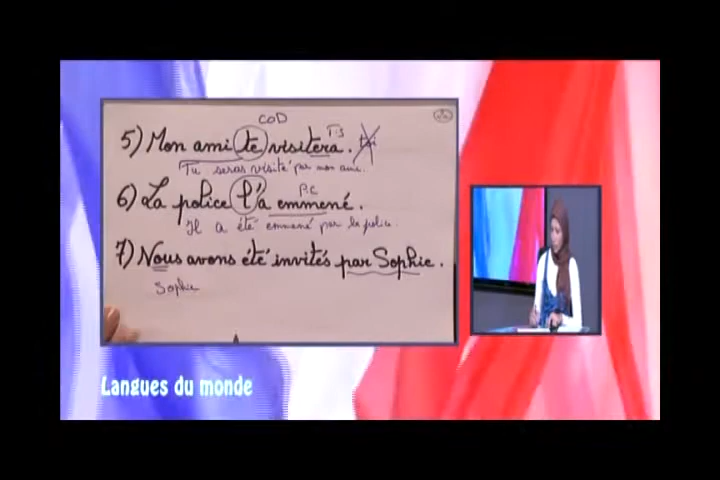 COD
5) Mon ami te visitera. toi
Tu seras visité par mon ami.
P.C
6) La police l'a emmené.
Il a été emmené par la police.
7) Nous avons été invités par Sophie.
Sophie
Langues du monde